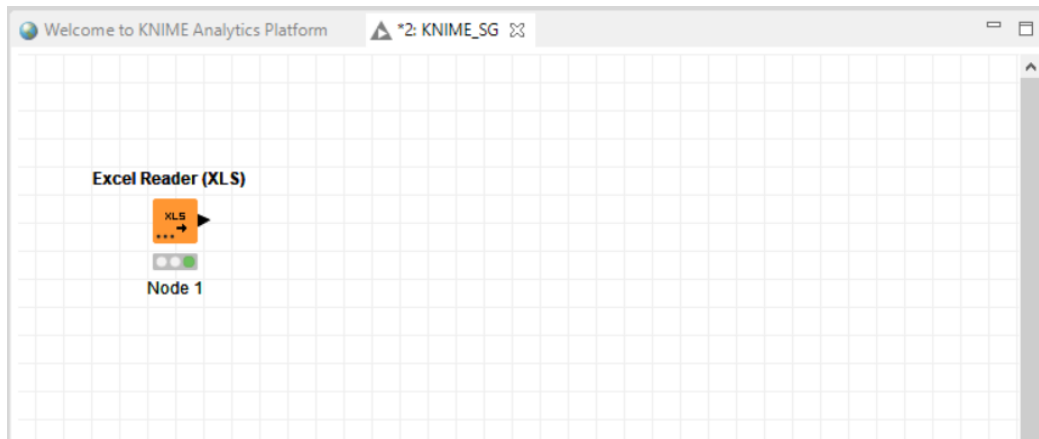 Welcome to KNIME Analytics Platform
*2: KNIME_SG
Excel Reader (XLS)
XLS
Node 1